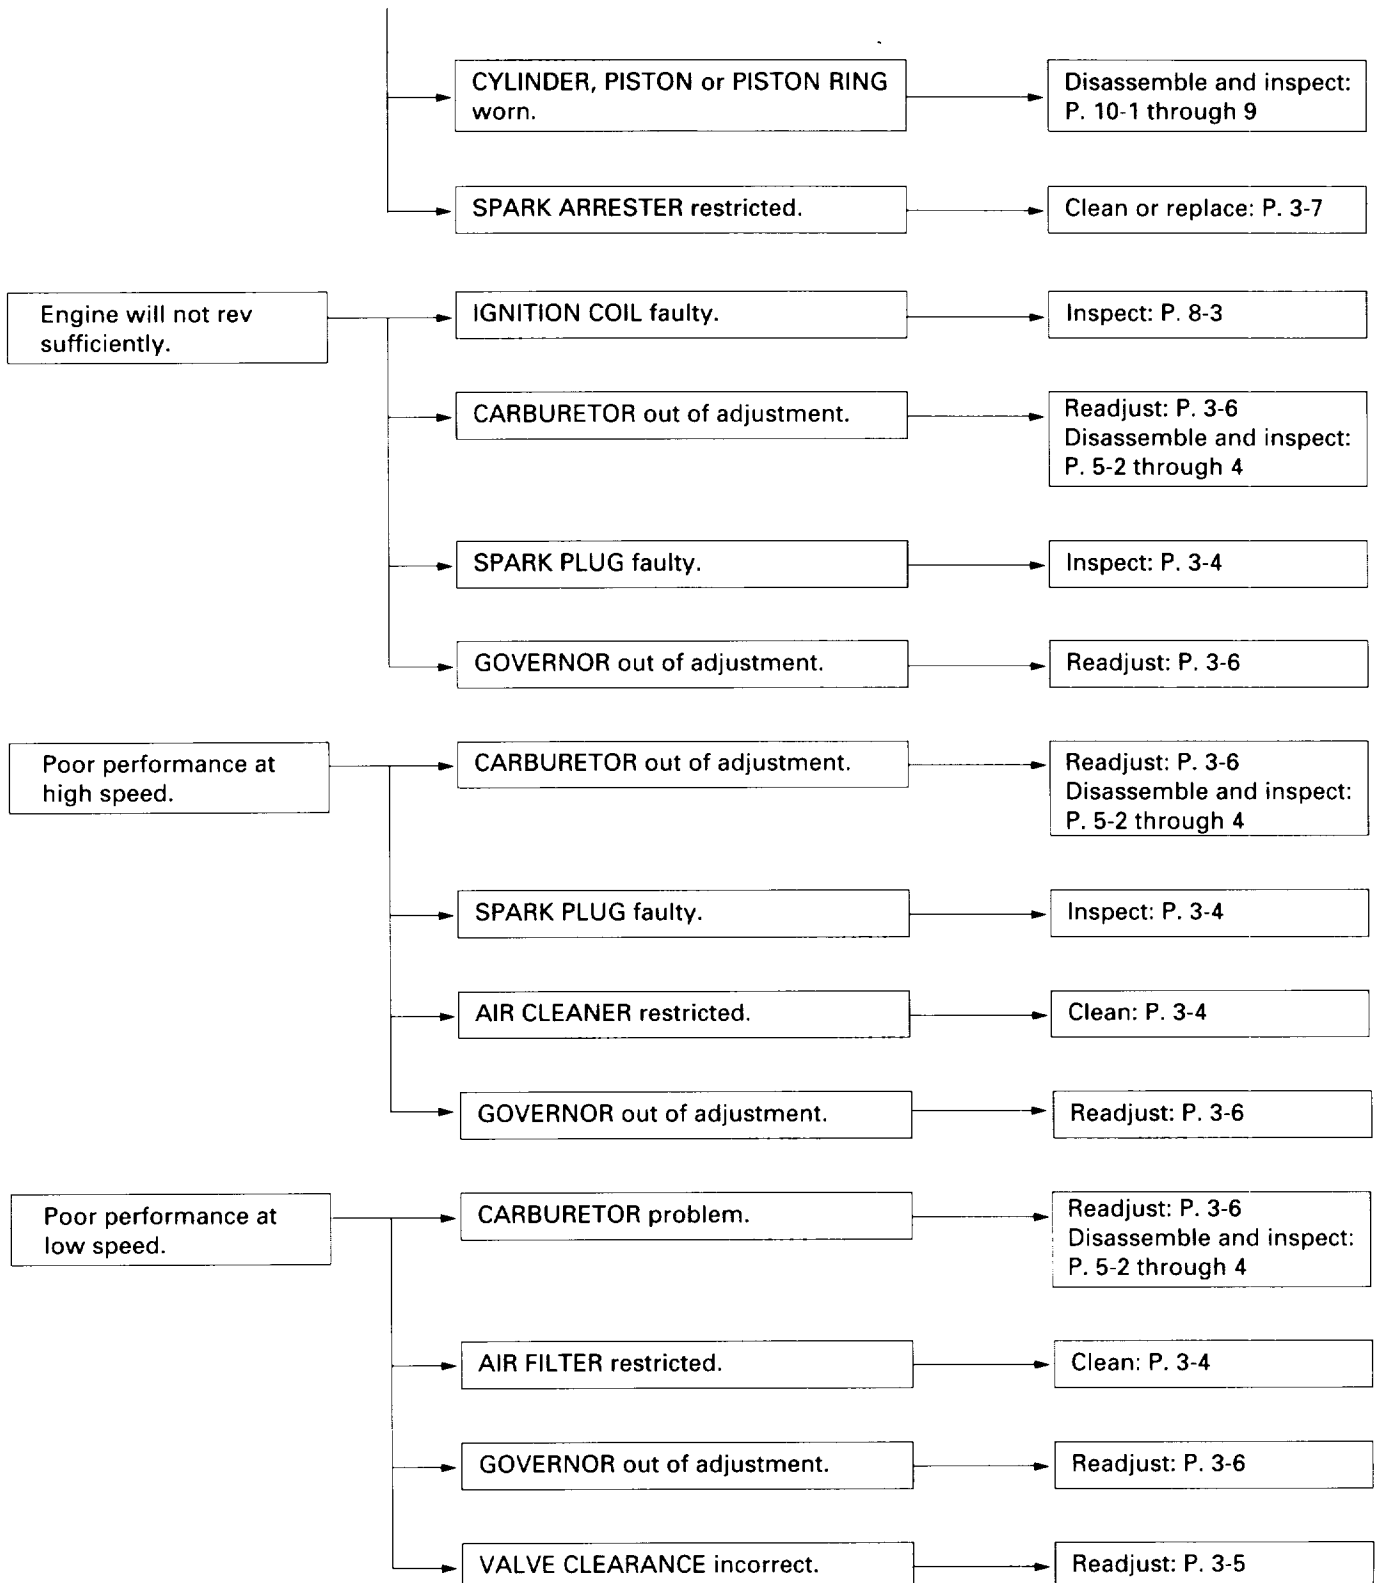 CYLINDER, PISTON or PISTON RING
worn.
Disassemble and inspect:
P. 10-1 through 9
SPARK ARRESTER restricted.
Clean or replace: P. 3-7
Engine will not rev
sufficiently.
IGNITION COIL faulty.
Inspect: P. 8-3
CARBURETOR out of adjustment.
Readjust: P. 3-6
Disassemble and inspect:
P. 5-2 through 4
SPARK PLUG faulty.
Inspect: P. 3-4
GOVERNOR out of adjustment.
Readjust: P. 3-6
Poor performance at
high speed.
CARBURETOR out of adjustment.
Readjust: P. 3-6
Disassemble and inspect:
P. 5-2 through 4
SPARK PLUG faulty.
Inspect: P. 3-4
AIR CLEANER restricted.
Clean: P. 3-4
GOVERNOR out of adjustment.
Readjust: P. 3-6
Poor performance at
low speed.
CARBURETOR problem.
Readjust: P. 3-6
Disassemble and inspect:
P. 5-2 through 4
AIR FILTER restricted.
Clean: P. 3-4
GOVERNOR out of adjustment.
Readjust: P. 3-6
VALVE CLEARANCE incorrect.
Readjust: P. 3-5